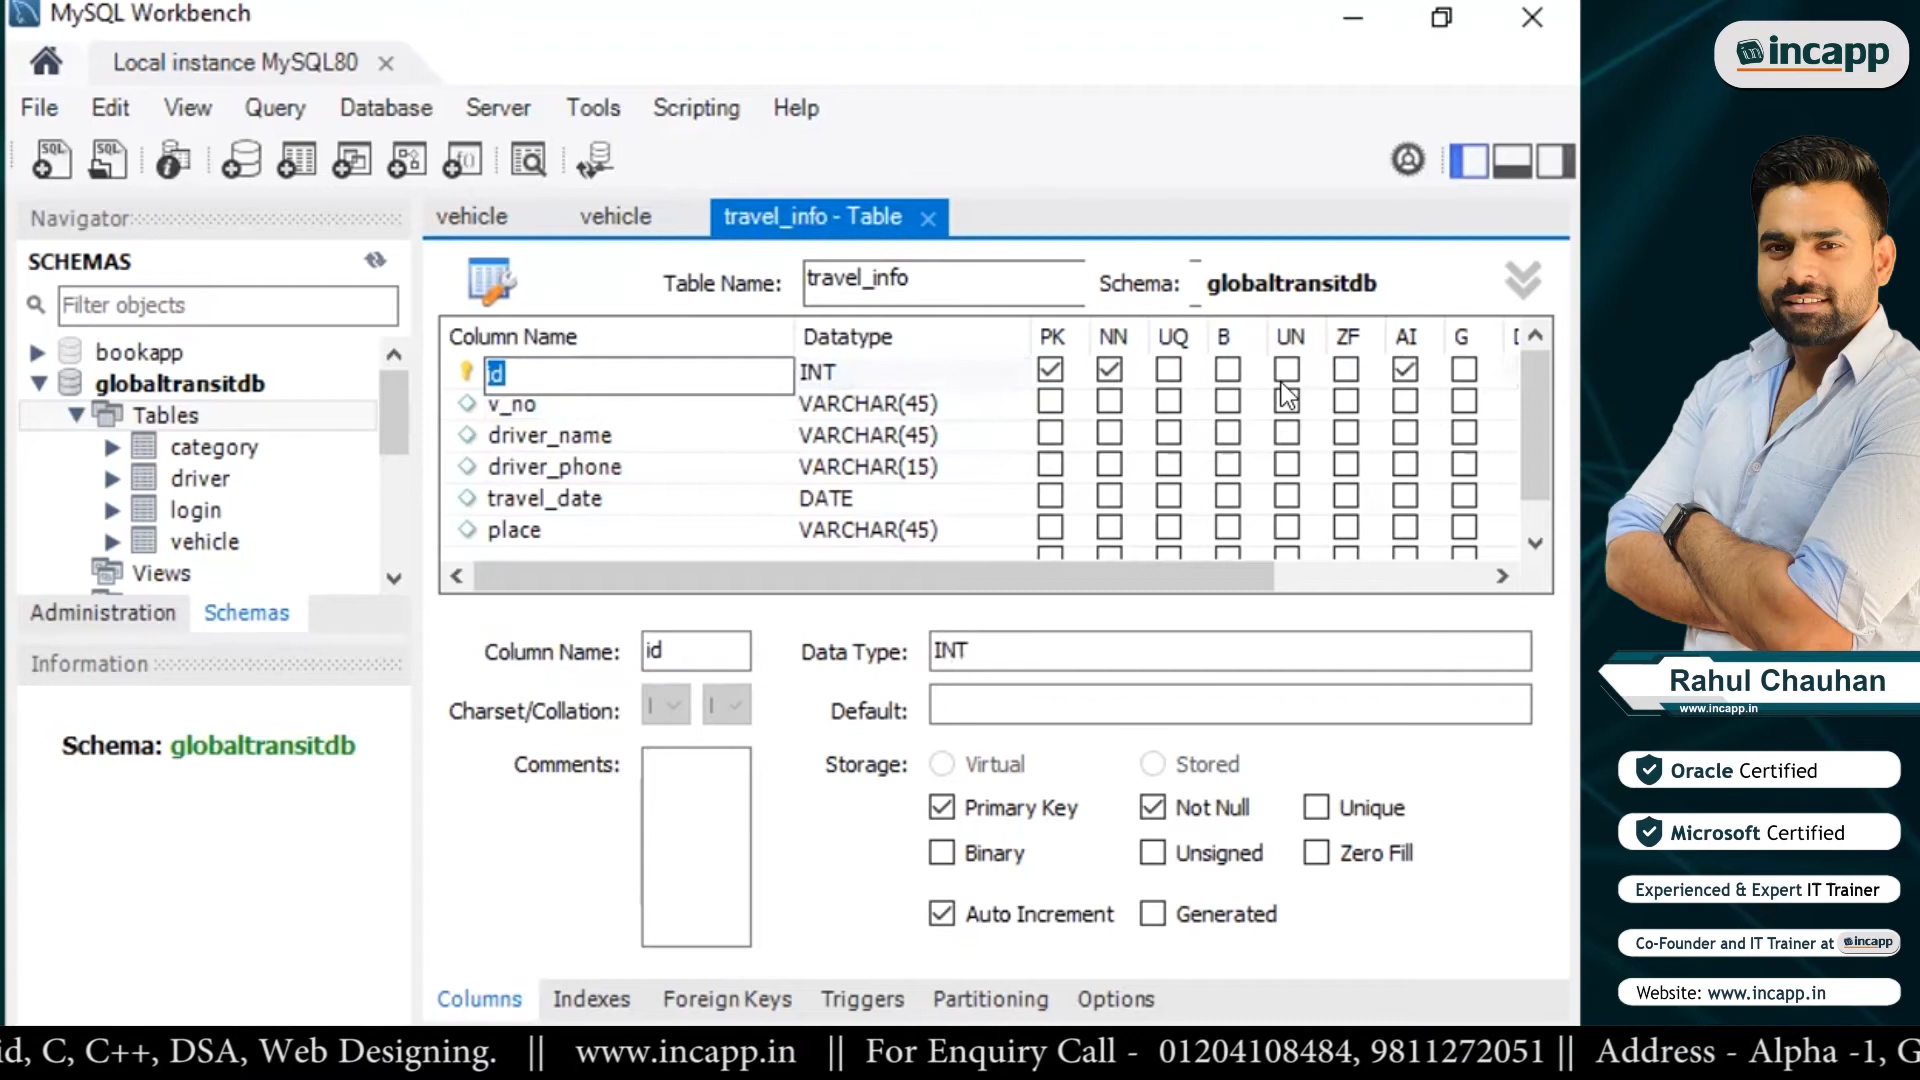 MySQL Workbench
Local instance MySQL80
File Edit View Query Database Server Tools Scripting Help
SQL SQL
Navigator
SCHEMAS
Filter objects
bookapp
globaltransitdb
Tables
category
driver
login
vehicle
Views
Administration Schemas
Information
Schema: globaltransitdb
vehicle vehicle travel_info - Table
Table Name: travel_info Schema: globaltransitdb
Column Name Datatype PK NN UQ B UN ZF AI G
id INT
v_no VARCHAR(45)
driver_name VARCHAR(45)
driver_phone VARCHAR(15)
travel_date DATE
place VARCHAR(45)
Column Name: id Data Type: INT
Charset/Collation: Default:
Comments: Storage: Virtual Stored
Primary Key Not Null Unique
Binary Unsigned Zero Fill
Auto Increment Generated
Columns Indexes Foreign Keys Triggers Partitioning Options
incapp
Rahul Chauhan
www.incapp.in
Oracle Certified
Microsoft Certified
Experienced & Expert IT Trainer
Co-Founder and IT Trainer at incapp
Website: www.incapp.in
id, C, C++, DSA, Web Designing. || www.incapp.in || For Enquiry Call - 01204108484, 9811272051 || Address - Alpha -1, G